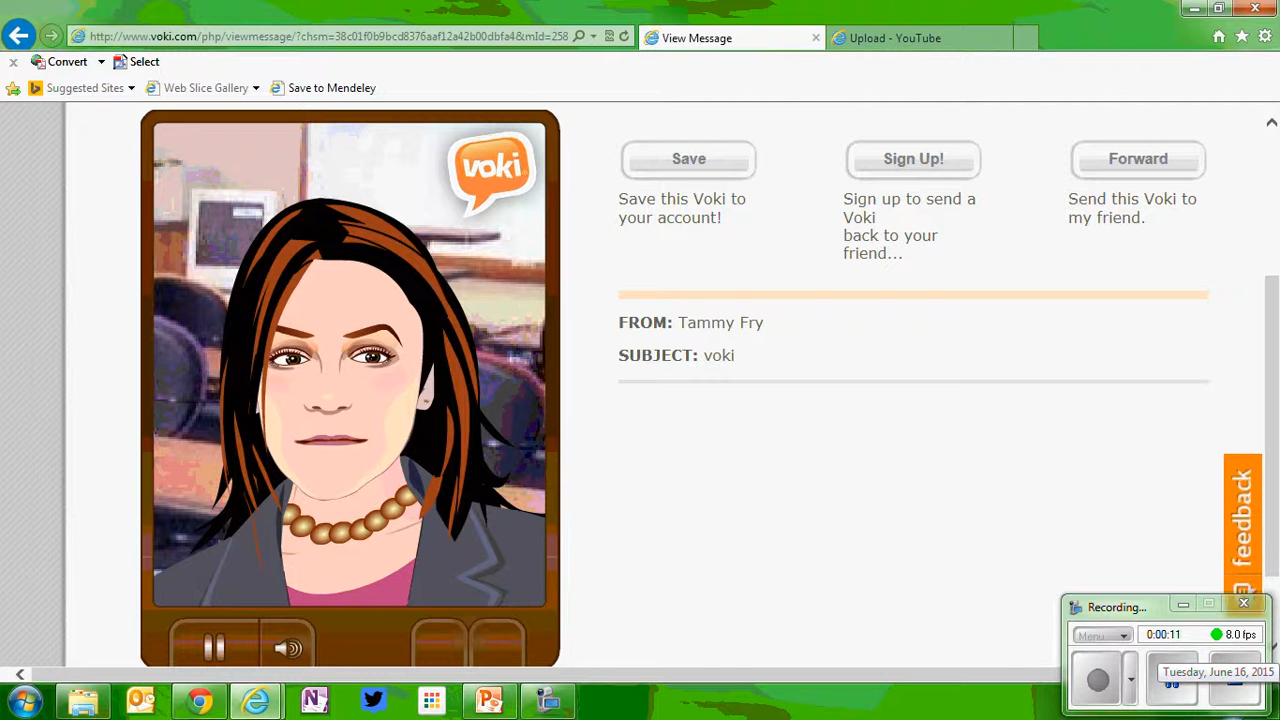 http://www.voki.com/php/viewmessage/?chsm=38c01f0b9bcd8376aaf12a42b00dbfa4&mId=258
View Message
Upload - YouTube
Convert
Select
Suggested Sites
Web Slice Gallery
Save to Mendeley
voki
Save
Sign Up!
Forward
Save this Voki to
your account!
Sign up to send a
Voki
back to your
friend...
Send this Voki to
my friend.
FROM: Tammy Fry
SUBJECT: voki
feedback
Recording...
Menu
0:00:11
8.0 fps
Tuesday, June 16, 2015